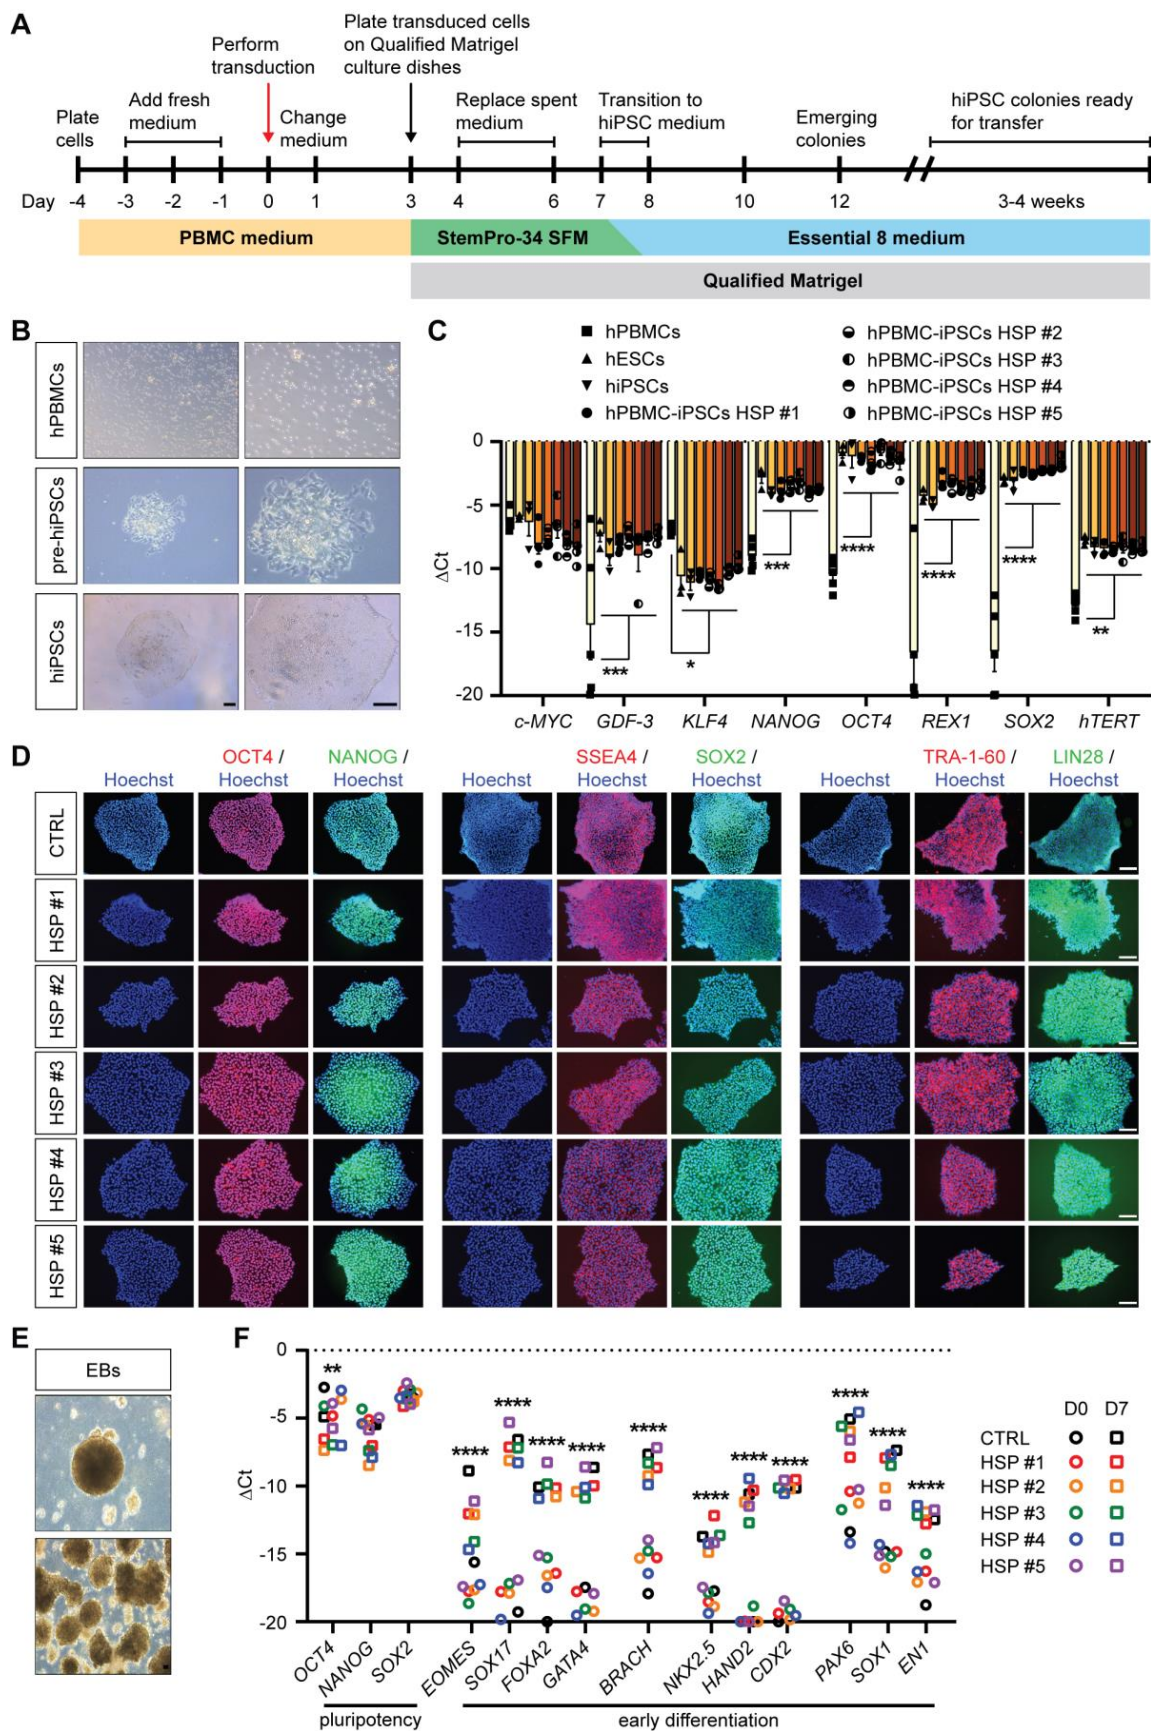 A
Perform
transduction
Plate transduced cells
on Qualified Matrigel
culture dishes
Plate
cells
Add fresh
medium
Change
medium
Replace spent
medium
Transition to
hiPSC medium
Emerging
colonies
hiPSC colonies ready
for transfer
Day -4 -3 -2 -1 0 1 3 4 6 7 8 10 12 3-4 weeks
PBMC medium StemPro-34 SFM Essential 8 medium
Qualified Matrigel
B
hPBMCs
pre-hiPSCs
hiPSCs
C
hPBMCs
hESCs
hiPSCs
hPBMC-iPSCs HSP #1
hPBMC-iPSCs HSP #2
hPBMC-iPSCs HSP #3
hPBMC-iPSCs HSP #4
hPBMC-iPSCs HSP #5
ΔCt
0
-5
-10
-15
-20
*** * *** **** **** **** **
c-MYC GDF-3 KLF4 NANOG OCT4 REX1 SOX2 hTERT
D
Hoechst
OCT4 /
Hoechst
NANOG /
Hoechst
Hoechst
SSEA4 /
Hoechst
SOX2 /
Hoechst
Hoechst
TRA-1-60 /
Hoechst
LIN28 /
Hoechst
CTRL
HSP #1
HSP #2
HSP #3
HSP #4
HSP #5
E
EBs
F
ΔCt
0
-5
-10
-15
-20
** **** **** **** **** **** **** **** **** **** **** ****
OCT4 NANOG SOX2 EOMES SOX17 FOXA2 GATA4 BRACH NKX2.5 HAND2 CDX2 PAX6 SOX1 EN1
pluripotency early differentiation
D0 D7
CTRL
HSP #1
HSP #2
HSP #3
HSP #4
HSP #5